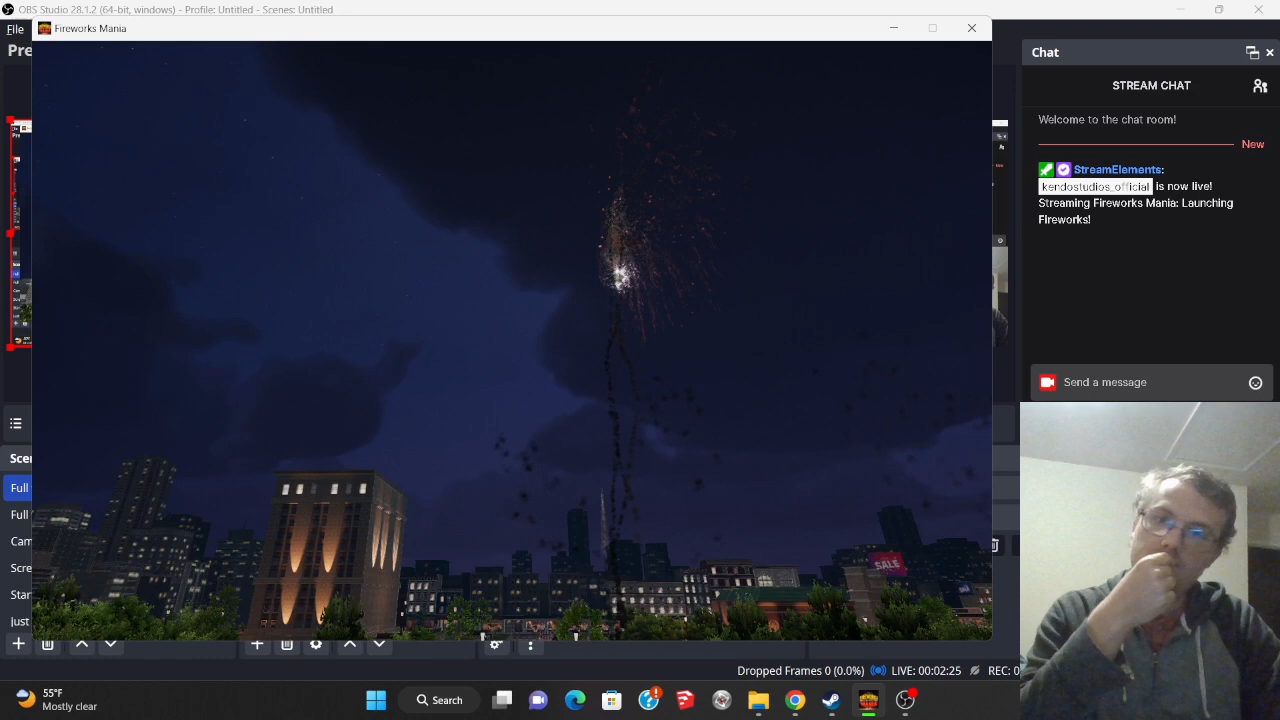 OBS Studio 28.1.2 (64-bit, windows) - Profile: Untitled - Scenes: Untitled
File
Fireworks Mania
Pre
Chat
STREAM CHAT
Welcome to the chat room!
New
StreamElements:
kendostudios_official is now live!
Streaming Fireworks Mania: Launching
Fireworks!
Send a message
SALE
Scen
Full
Full
Cam
Scre
Star
Just
Dropped Frames 0 (0.0%)
LIVE: 00:02:25
REC: 0
55°F
Mostly clear
Search